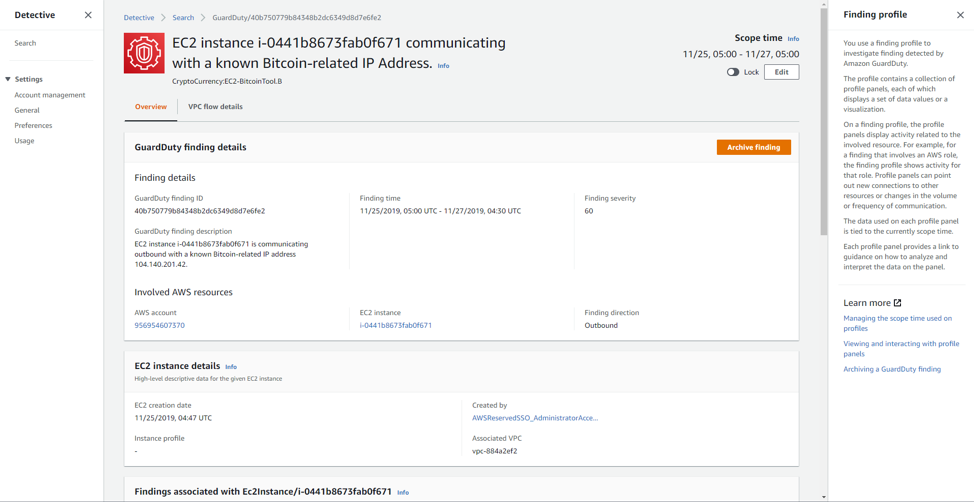 Detective
Search
Settings
Account management
General
Preferences
Usage
Detective
Search
GuardDuty/40b750779b84348b2dc6349d8d7e6fe2
EC2 instance i-0441b8673fab0f671 communicating
with a known Bitcoin-related IP Address. Info
CryptoCurrency:EC2-BitcoinTool.B
Scope time Info
11/25, 05:00 - 11/27, 05:00
Lock
Edit
Overview
VPC flow details
GuardDuty finding details
Archive finding
Finding details
GuardDuty finding ID
40b750779b84348b2dc6349d8d7e6fe2
Finding time
11/25/2019, 05:00 UTC - 11/27/2019, 04:30 UTC
Finding severity
60
GuardDuty finding description
EC2 instance i-0441b8673fab0f671 is communicating
outbound with a known Bitcoin-related IP address
104.140.201.42.
Involved AWS resources
AWS account
956954607370
EC2 instance
i-0441b8673fab0f671
Finding direction
Outbound
EC2 instance details Info
High-level descriptive data for the given EC2 instance
EC2 creation date
11/25/2019, 04:47 UTC
Created by
AWSReservedSSO_AdministratorAcce...
Instance profile
-
Associated VPC
vpc-884a2ef2
Findings associated with Ec2Instance/i-0441b8673fab0f671 Info
Finding profile
You use a finding profile to
investigate finding detected by
Amazon GuardDuty.
The profile contains a collection of
profile panels, each of which
displays a set of data values or a
visualization.
On a finding profile, the profile
panels display activity related to the
involved resource. For example, for
a finding that involves an AWS role,
the finding profile shows activity for
that role. Profile panels can point
out new connections to other
resources or changes in the volume
or frequency of communication.
The data used on each profile panel
is tied to the currently scope time.
Each profile panel provides a link to
guidance on how to analyze and
interpret the data on the panel.
Learn more
Managing the scope time used on
profiles
Viewing and interacting with profile
panels
Archiving a GuardDuty finding